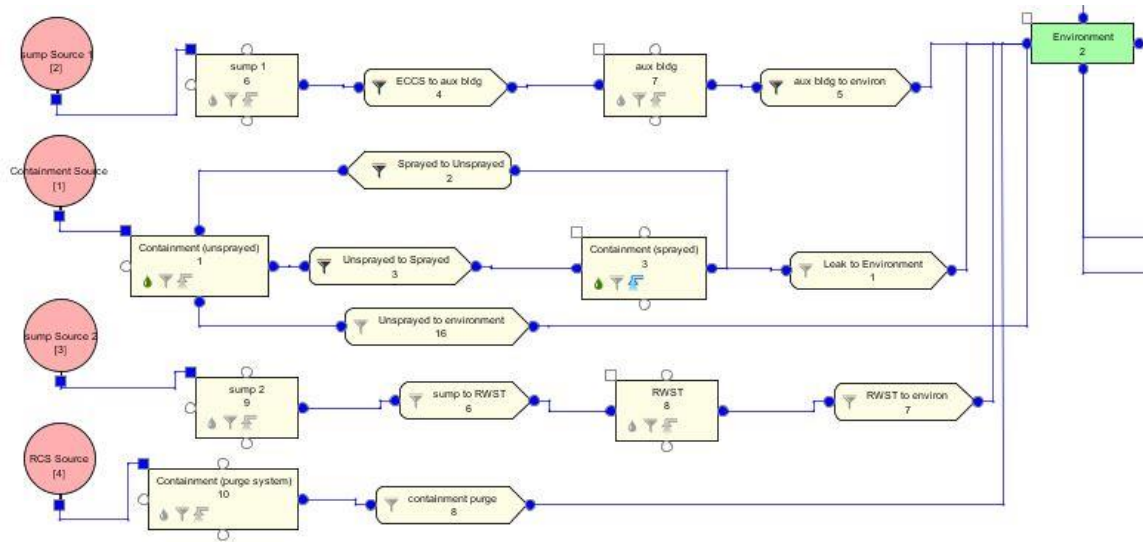 sump Source 1
[2]
sump 1
6
ECCS to aux bldg
4
aux bldg
7
aux bldg to environ
5
Environment
2
Containment Source
[1]
Sprayed to Unsprayed
2
Containment (unsprayed)
1
Unsprayed to Sprayed
3
Containment (sprayed)
3
Leak to Environment
1
Unsprayed to environment
16
sump Source 2
[3]
sump 2
9
sump to RWST
6
RWST
8
RWST to environ
7
RCS Source
[4]
Containment (purge system)
10
containment purge
8